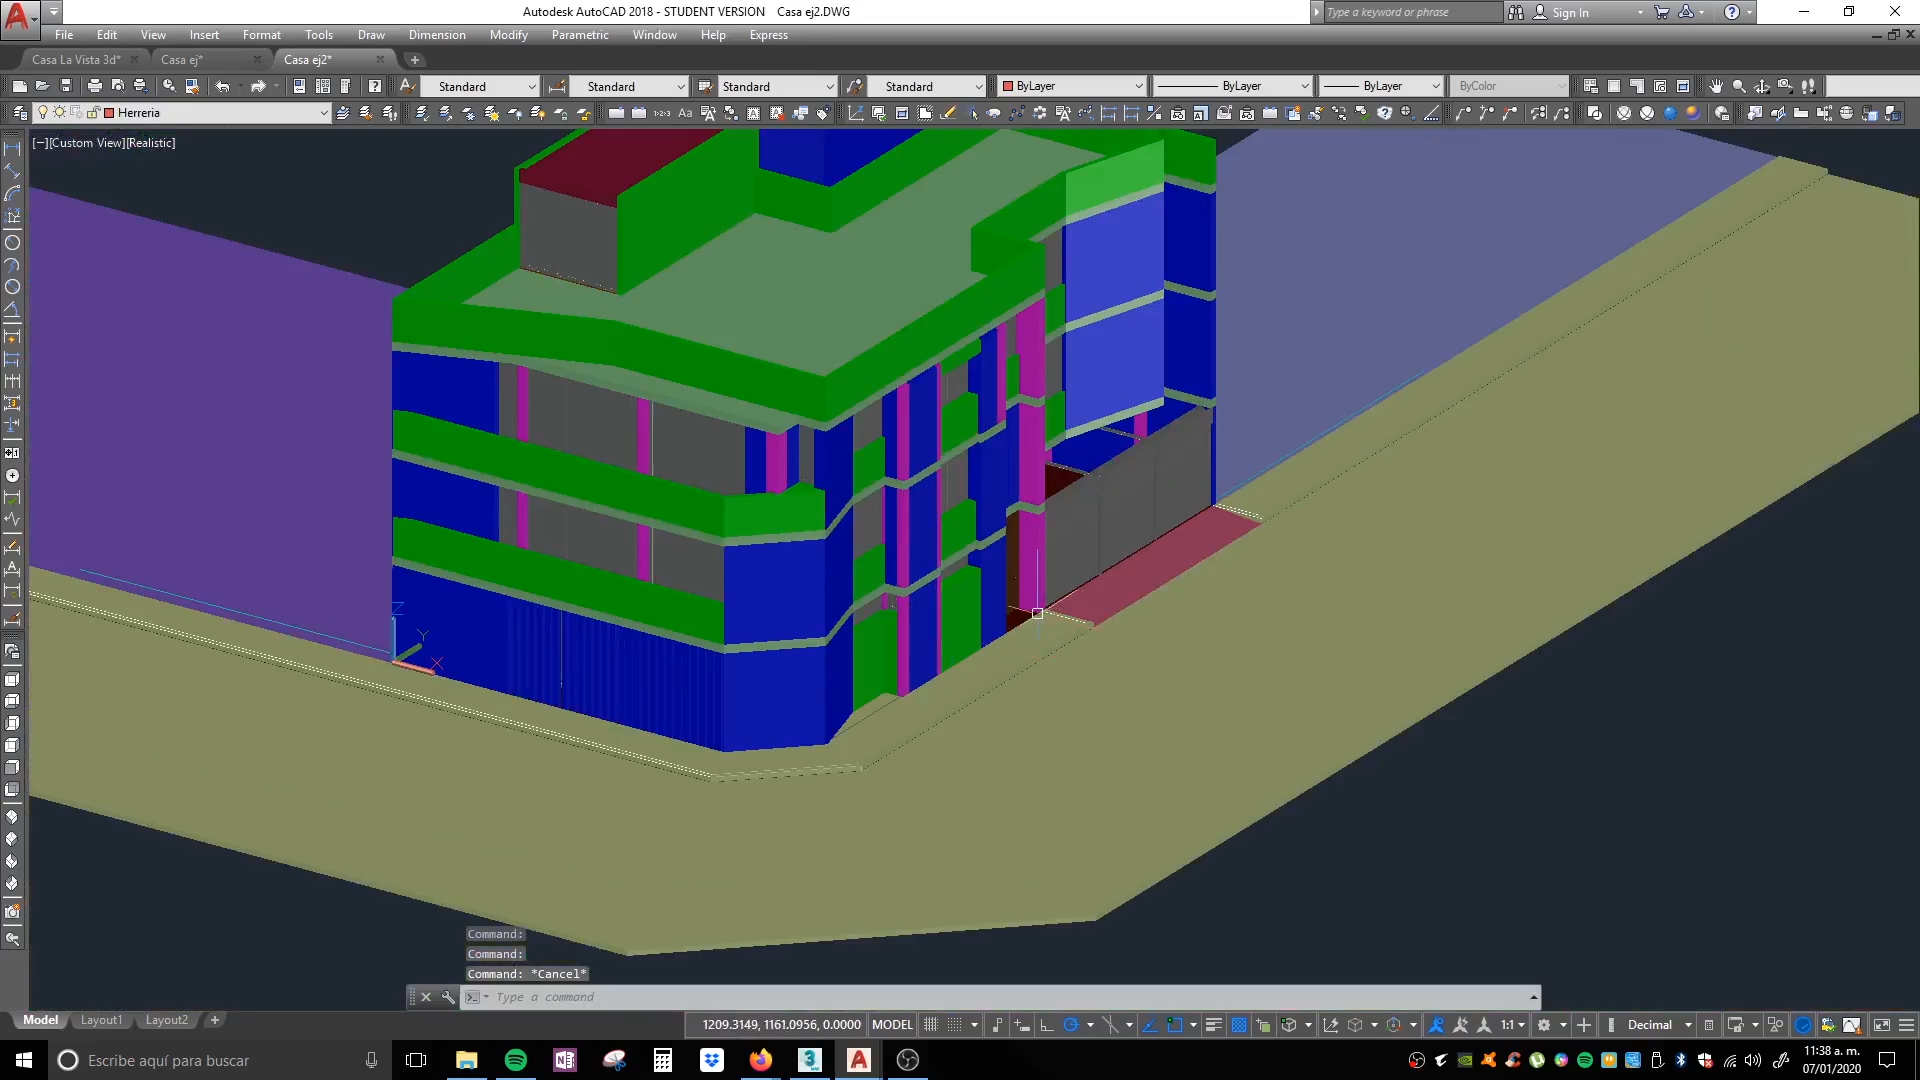 Autodesk AutoCAD 2018 - STUDENT VERSION    Casa ej2.DWG
Type a keyword or phrase
Sign In
File Edit View Insert Format Tools Draw Dimension Modify Parametric Window Help Express
Casa La Vista 3d* Casa ej* Casa ej2*
Standard Standard Standard Standard ByLayer ByLayer ByLayer ByColor
Herreria
[−][Custom View][Realistic]
Z
Y
X
Command:
Command:
Command: *Cancel*
Type a command
Model Layout1 Layout2 +
1209.3149, 1161.0956, 0.0000 MODEL 1:1 Decimal
Escribe aquí para buscar
11:38 a. m.
07/01/2020